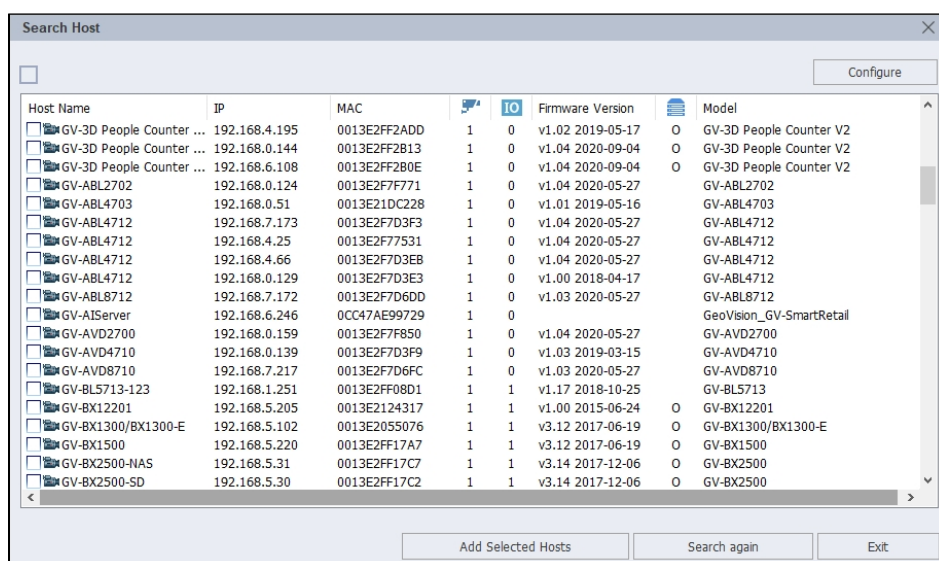 Search Host
Configure
Host Name IP MAC IO Firmware Version Model
GV-3D People Counter ... 192.168.4.195 0013E2FF2ADD 1 0 v1.02 2019-05-17 O GV-3D People Counter V2
GV-3D People Counter ... 192.168.0.144 0013E2FF2B13 1 0 v1.04 2020-09-04 O GV-3D People Counter V2
GV-3D People Counter ... 192.168.6.108 0013E2FF2B0E 1 0 v1.04 2020-09-04 O GV-3D People Counter V2
GV-ABL2702 192.168.0.124 0013E2F7F771 1 0 v1.04 2020-05-27 GV-ABL2702
GV-ABL4703 192.168.0.51 0013E21DC228 1 0 v1.01 2019-05-16 GV-ABL4703
GV-ABL4712 192.168.7.173 0013E2F7D3F3 1 0 v1.04 2020-05-27 GV-ABL4712
GV-ABL4712 192.168.4.25 0013E2F77531 1 0 v1.04 2020-05-27 GV-ABL4712
GV-ABL4712 192.168.4.66 0013E2F7D3EB 1 0 v1.04 2020-05-27 GV-ABL4712
GV-ABL4712 192.168.0.129 0013E2F7D3E3 1 0 v1.00 2018-04-17 GV-ABL4712
GV-ABL8712 192.168.7.172 0013E2F7D6DD 1 0 v1.03 2020-05-27 GV-ABL8712
GV-AIServer 192.168.6.246 0CC47AE99729 1 0 GeoVision_GV-SmartRetail
GV-AVD2700 192.168.0.159 0013E2F7F850 1 0 v1.04 2020-05-27 GV-AVD2700
GV-AVD4710 192.168.0.139 0013E2F7D3F9 1 0 v1.03 2019-03-15 GV-AVD4710
GV-AVD8710 192.168.7.217 0013E2F7D6FC 1 0 v1.03 2020-05-27 GV-AVD8710
GV-BL5713-123 192.168.1.251 0013E2FF08D1 1 1 v1.17 2018-10-25 GV-BL5713
GV-BX12201 192.168.5.205 0013E2124317 1 1 v1.00 2015-06-24 O GV-BX12201
GV-BX1300/BX1300-E 192.168.5.102 0013E2055076 1 1 v3.12 2017-06-19 O GV-BX1300/BX1300-E
GV-BX1500 192.168.5.220 0013E2FF17A7 1 1 v3.12 2017-06-19 O GV-BX1500
GV-BX2500-NAS 192.168.5.31 0013E2FF17C7 1 1 v3.14 2017-12-06 O GV-BX2500
GV-BX2500-SD 192.168.5.30 0013E2FF17C2 1 1 v3.14 2017-12-06 O GV-BX2500
Add Selected Hosts Search again Exit